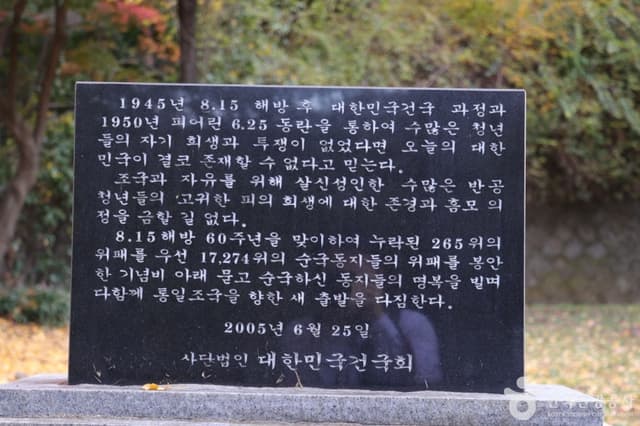 1945년 8.15 해방 후 대한민국건국 과정과
1950년 피어린 6.25 동란을 통하여 수많은 청년
들의 자기 희생과 투쟁이 없었다면 오늘의 대한
민국이 결코 존재할 수 없다고 믿는다.
조국과 자유를 위해 살신성인한 수많은 반공
청년들의 고귀한 피의 희생에 대한 존경과 흠모의
정을 금할 길 없다.
8.15해방 60주년을 맞이하여 누락된 265위의
위패를 우선 17,274위의 순국동지들의 위패를 봉안
한 기념비 아래 묻고 순국하신 동지들의 명복을 빌며
다함께 통일조국을 향한 새 출발을 다짐한다.
2005년 6월 25일
사단법인 대한민국건국회